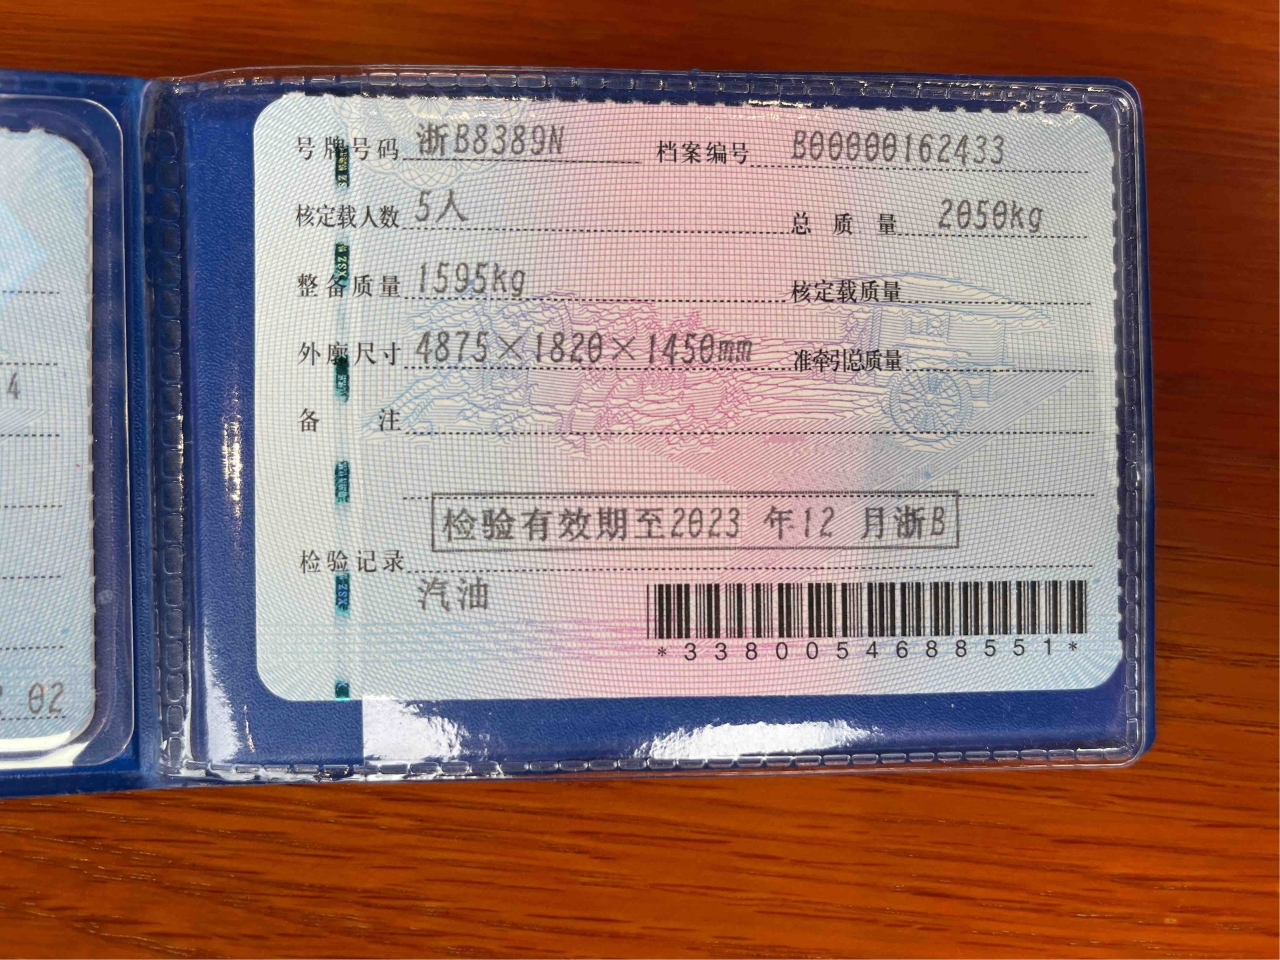 号牌号码 浙B8389N 档案编号 B00000162433
核定载人数 5人 总质量 2050kg
整备质量 1595kg 核定载质量
外廓尺寸 4875×1820×1450mm 准牵引总质量
4
备注
检验有效期至2023 年12 月浙B
检验记录
汽油
*3380054688551*
02